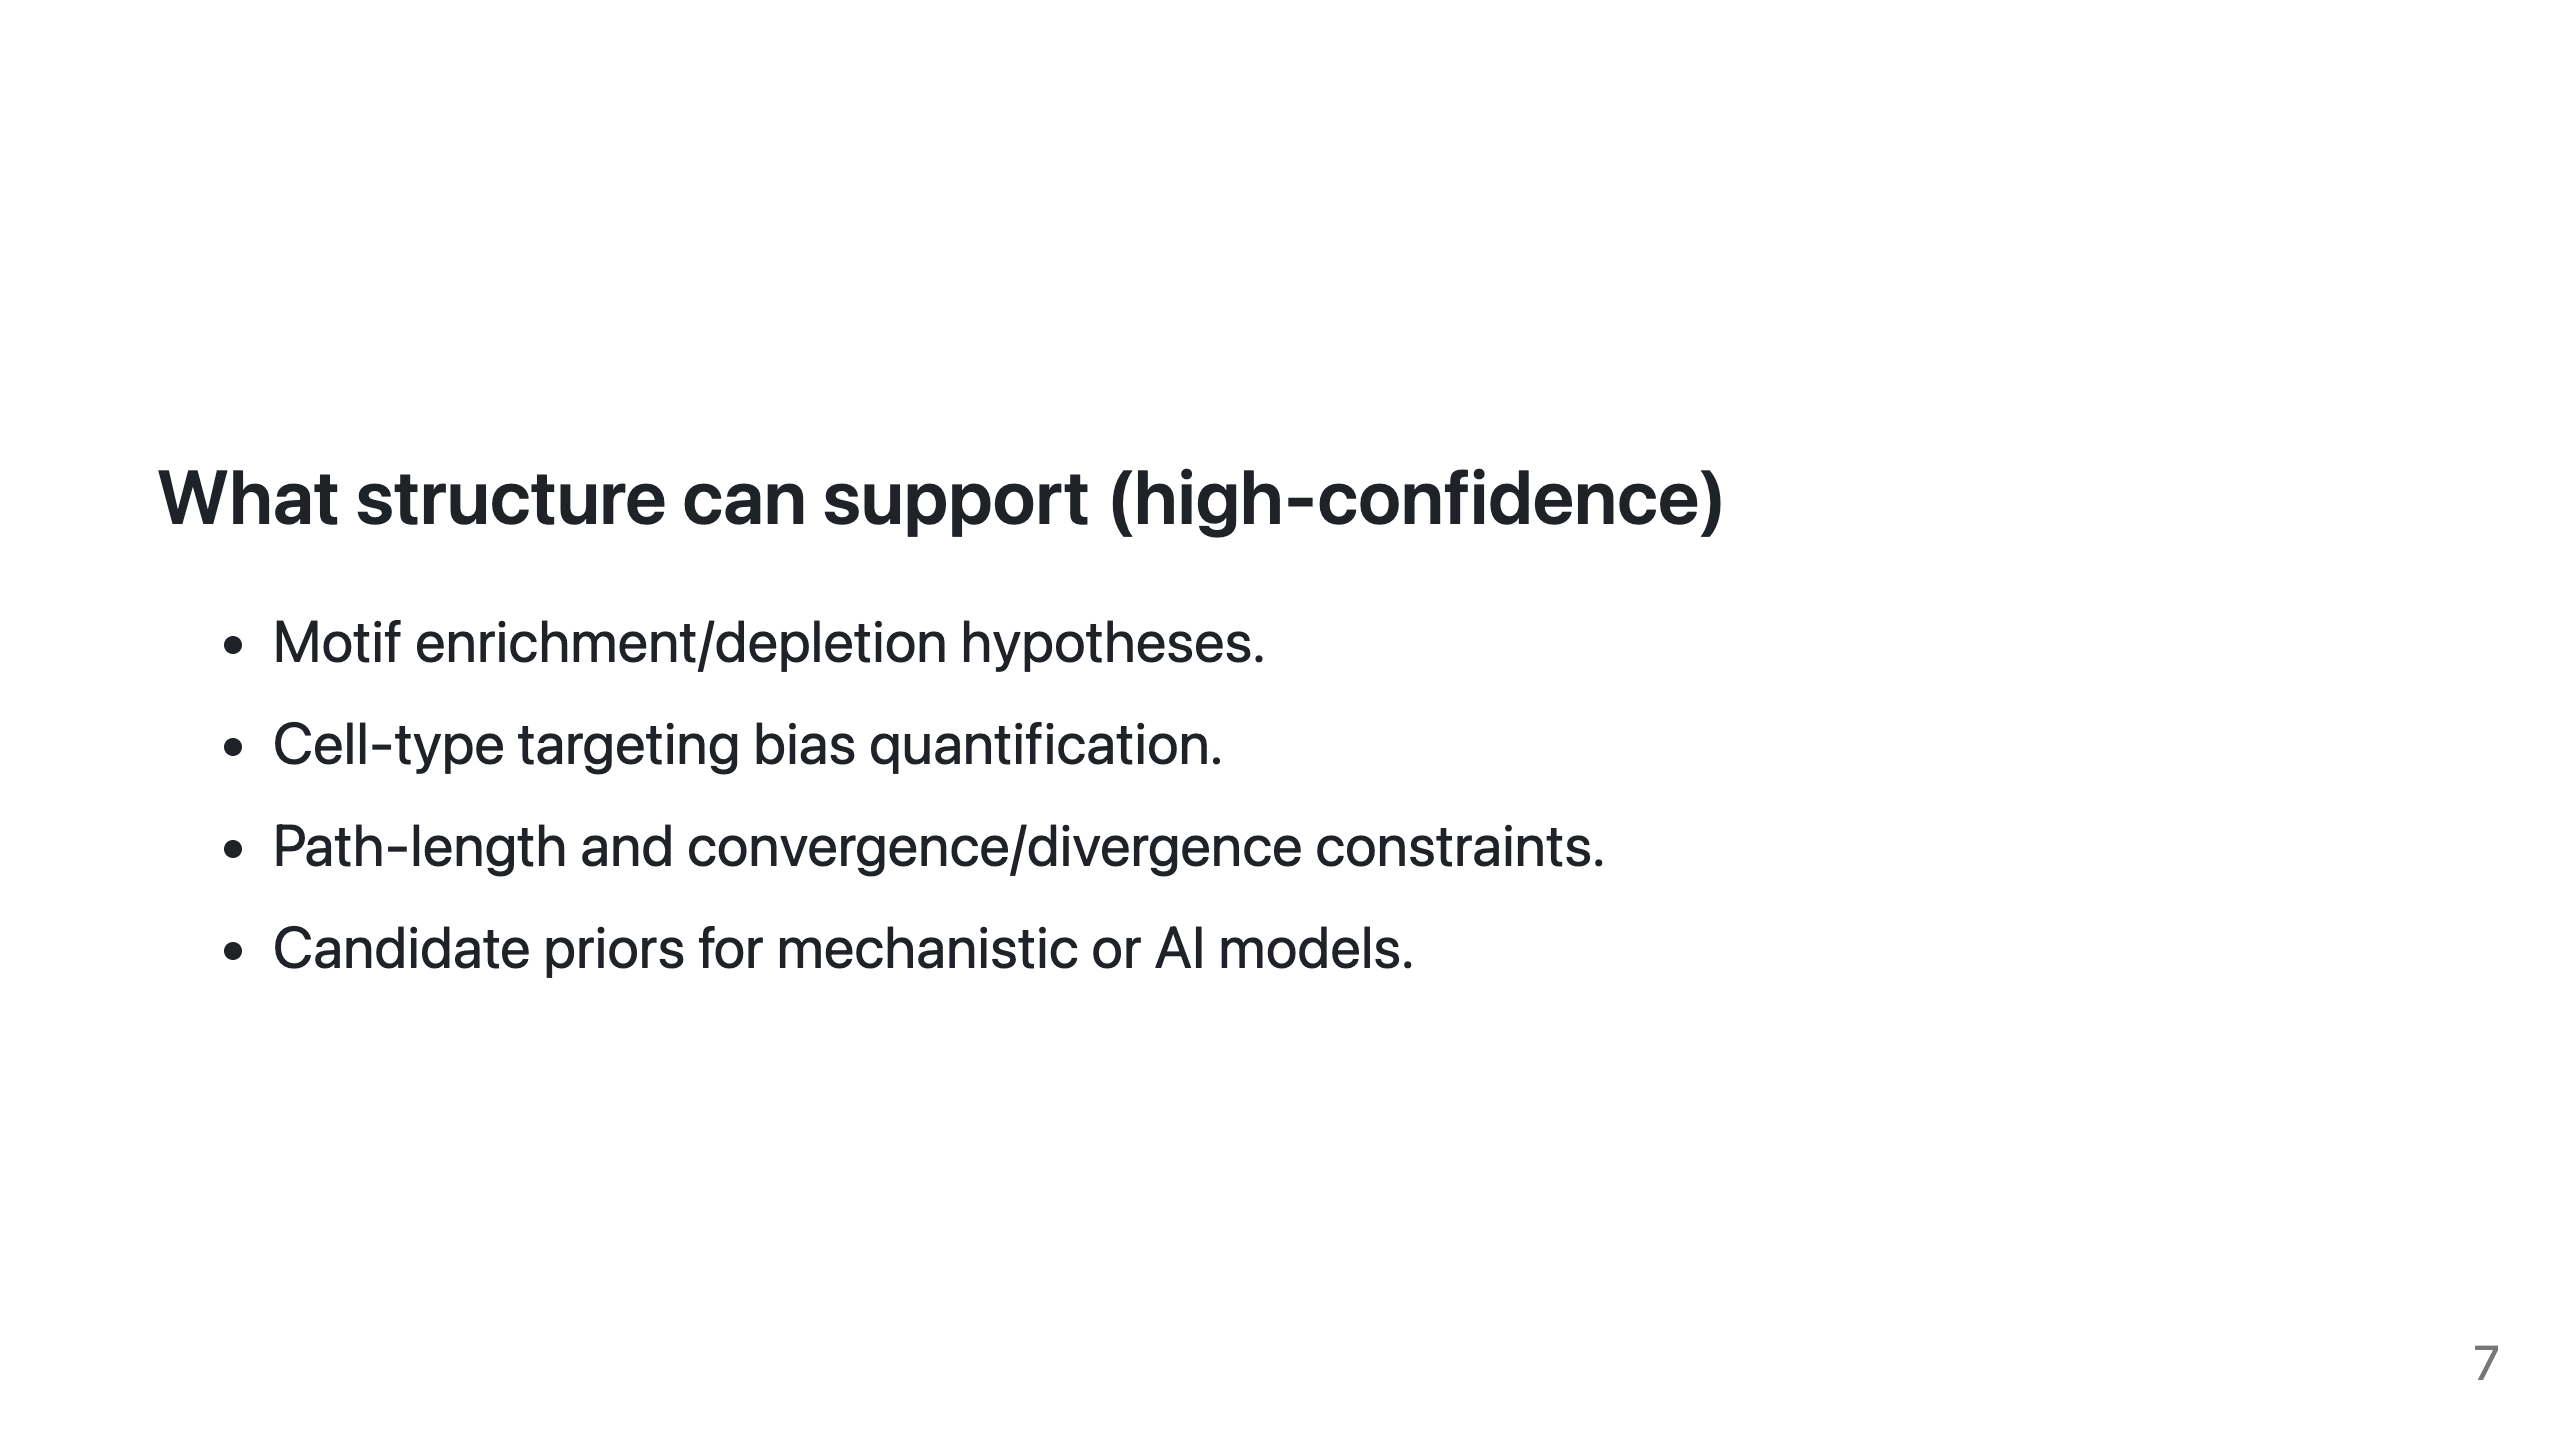 What structure can support (high-confidence)
• Motif enrichment/depletion hypotheses.
• Cell-type targeting bias quantification.
• Path-length and convergence/divergence constraints.
• Candidate priors for mechanistic or AI models.
7